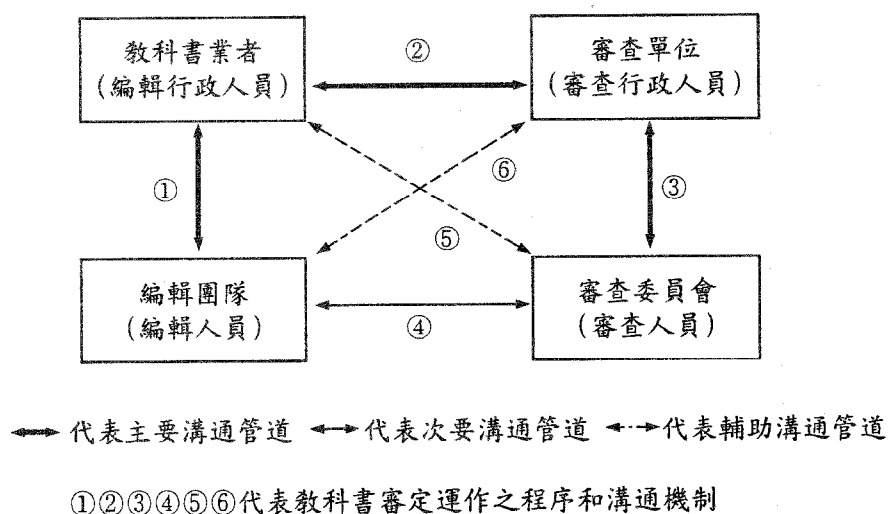 教科書業者
(編輯行政人員)
②
審查單位
(審查行政人員)
①
⑥
③
⑤
編輯團隊
(編輯人員)
④
審查委員會
(審查人員)
代表主要溝通管道 代表次要溝通管道 代表輔助溝通管道
①②③④⑤⑥代表教科書審定運作之程序和溝通機制